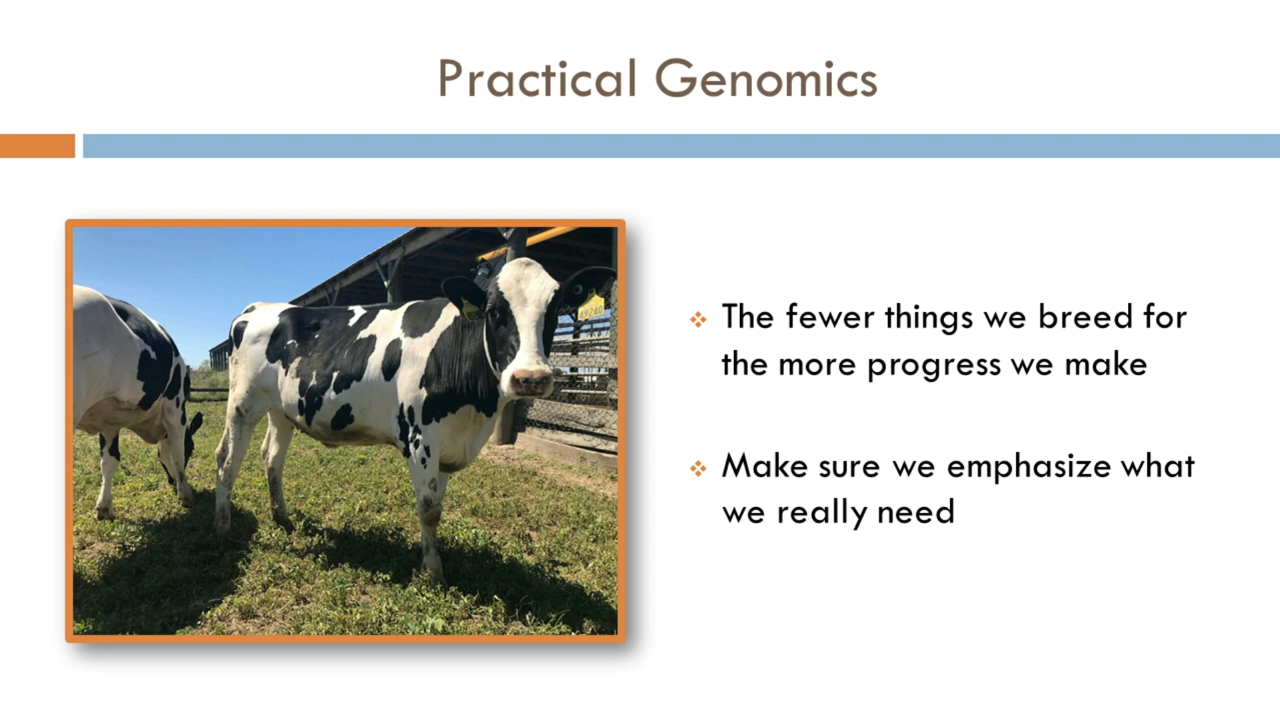 Practical Genomics
The fewer things we breed for
the more progress we make
Make sure we emphasize what
we really need